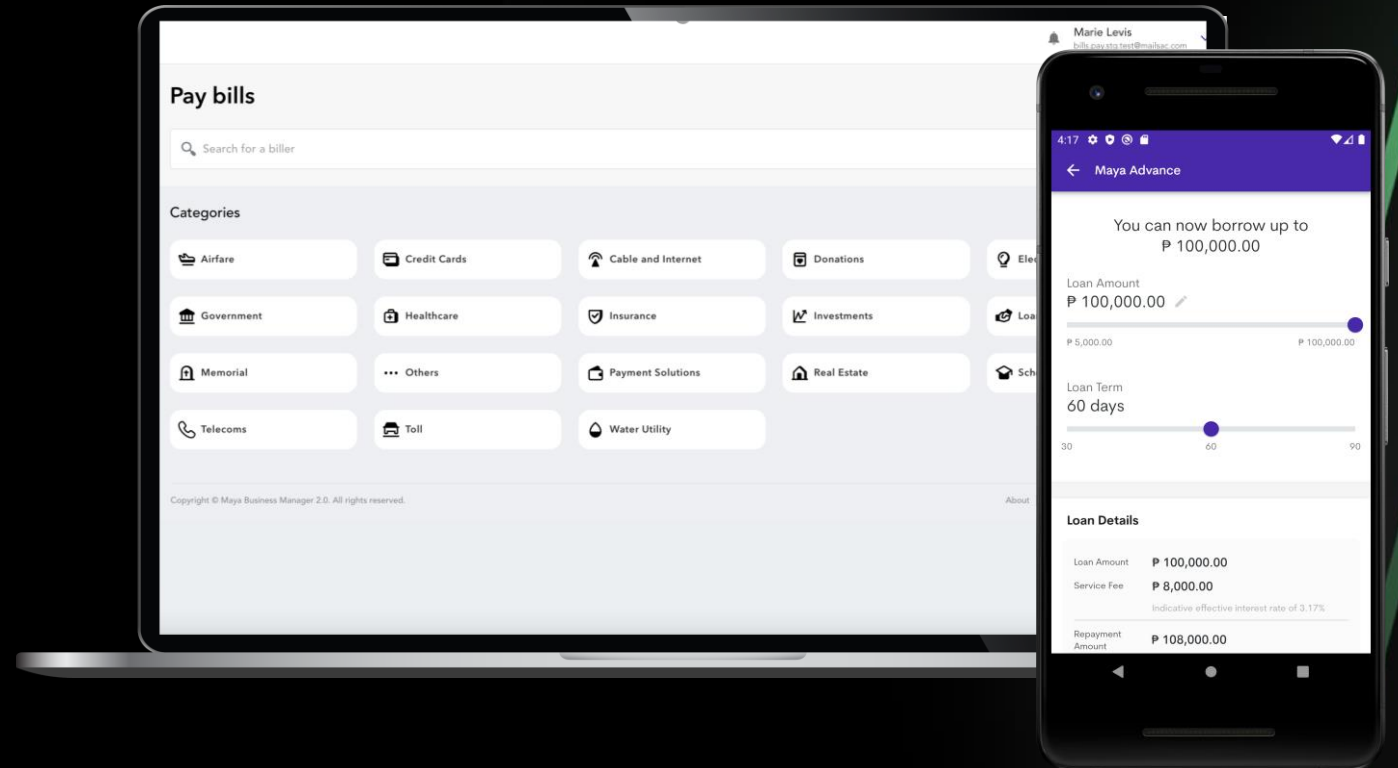 Marie Levis
bills.pay.stg.test@mailsac.com
Pay bills
Search for a biller
Categories
Airfare
Credit Cards
Cable and Internet
Donations
Elec
Government
Healthcare
Insurance
Investments
Loa
Memorial
Others
Payment Solutions
Real Estate
Sch
Telecoms
Toll
Water Utility
Copyright © Maya Business Manager 2.0. All rights reserved.
About
4:17
Maya Advance
You can now borrow up to
₱ 100,000.00
Loan Amount
₱ 100,000.00
₱ 5,000.00 ₱ 100,000.00
Loan Term
60 days
30 60 90
Loan Details
Loan Amount ₱ 100,000.00
Service Fee ₱ 8,000.00
Indicative effective interest rate of 3.17%
Repayment
Amount ₱ 108,000.00